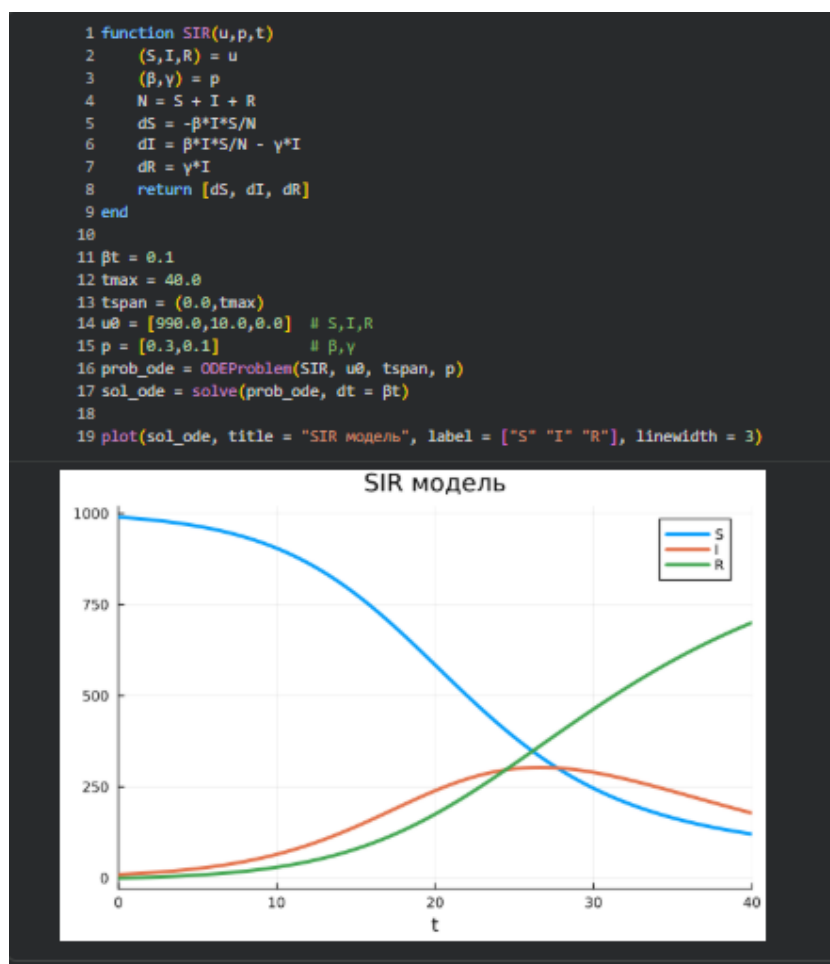 1 function SIR(u,p,t)
2     (S,I,R) = u
3     (β,γ) = p
4     N = S + I + R
5     dS = -β*I*S/N
6     dI = β*I*S/N - γ*I
7     dR = γ*I
8     return [dS, dI, dR]
9 end
10
11 βt = 0.1
12 tmax = 40.0
13 tspan = (0.0,tmax)
14 u0 = [990.0,10.0,0.0]  # S,I,R
15 p = [0.3,0.1]          # β,γ
16 prob_ode = ODEProblem(SIR, u0, tspan, p)
17 sol_ode = solve(prob_ode, dt = βt)
18
19 plot(sol_ode, title = "SIR модель", label = ["S" "I" "R"], linewidth = 3)
SIR модель
S
I
R
1000
750
500
250
0
0 10 20 30 40
t